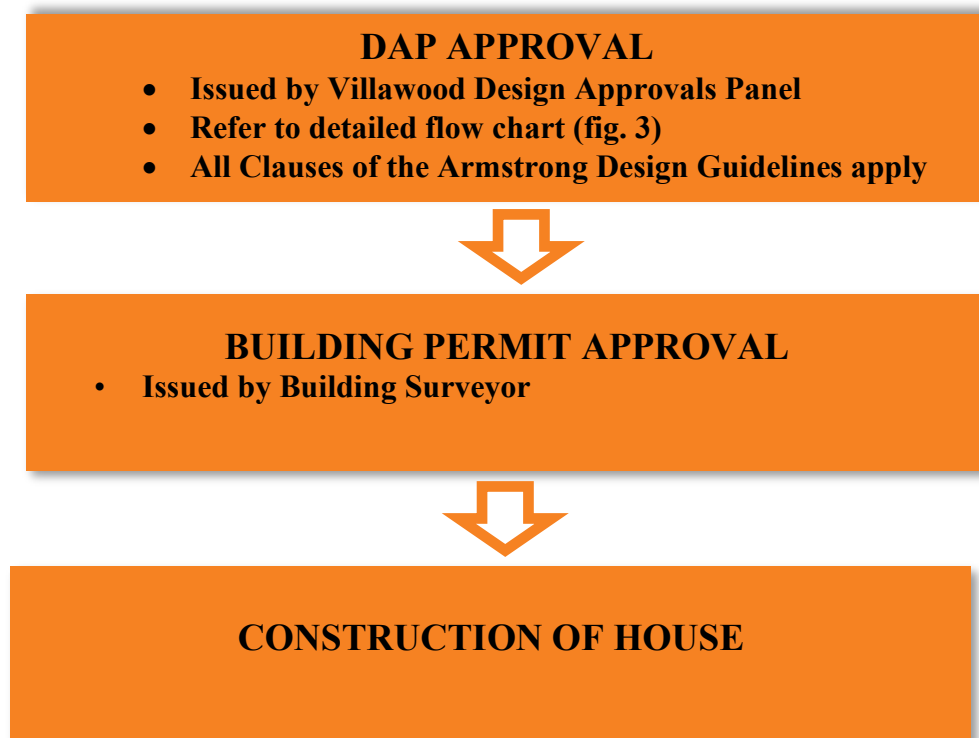 DAP APPROVAL
• Issued by Villawood Design Approvals Panel
• Refer to detailed flow chart (fig. 3)
• All Clauses of the Armstrong Design Guidelines apply
BUILDING PERMIT APPROVAL
• Issued by Building Surveyor
CONSTRUCTION OF HOUSE